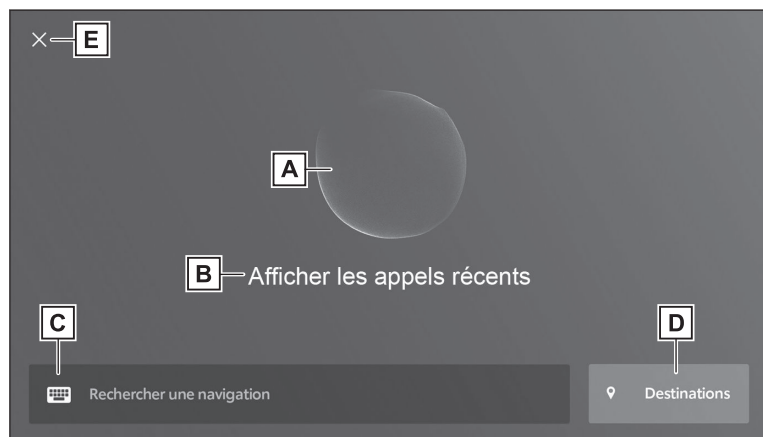 E
A
B Afficher les appels récents
C
D
Rechercher une navigation
Destinations